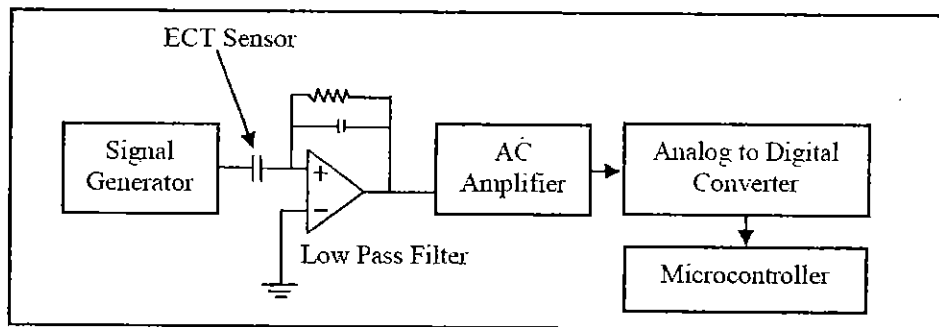 ECT Sensor
Signal
Generator
+
−
Low Pass Filter
AC
Amplifier
Analog to Digital
Converter
Microcontroller